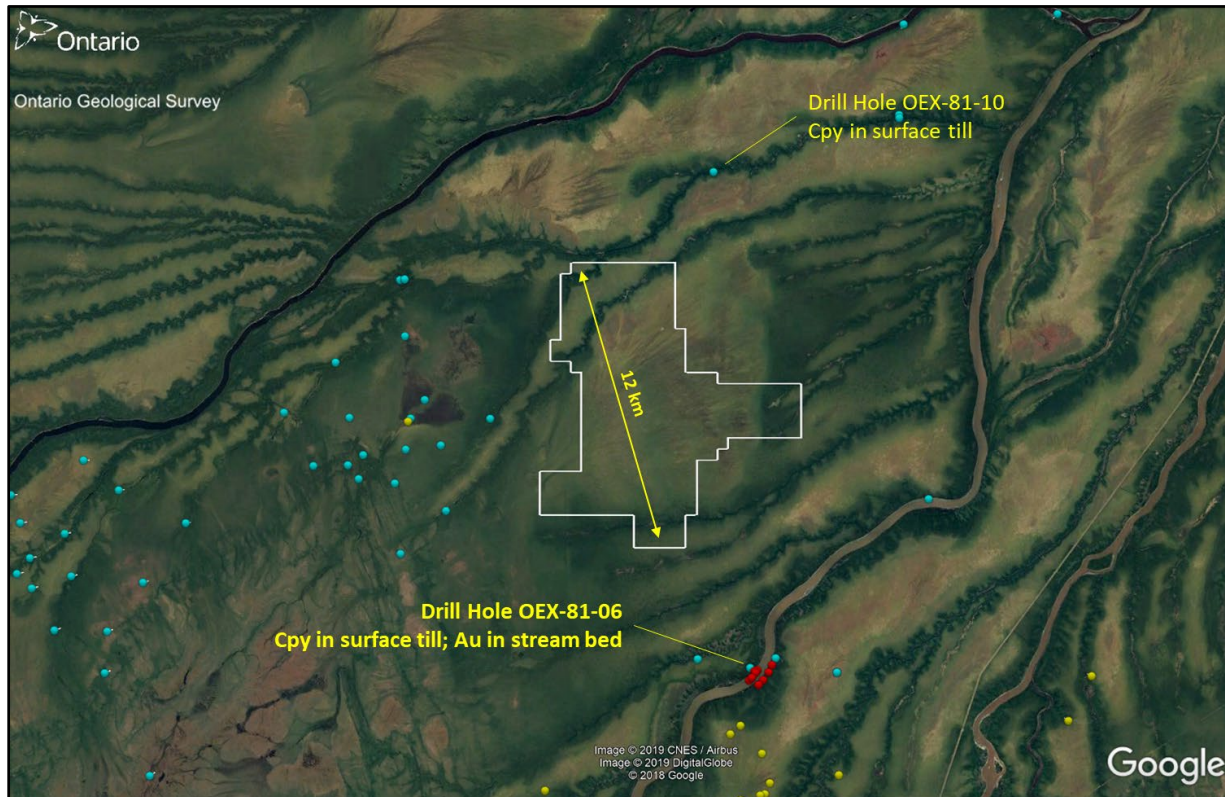 Ontario
Ontario Geological Survey
Drill Hole OEX-81-10
Cpy in surface till
12 km
Drill Hole OEX-81-06
Cpy in surface till; Au in stream bed
Image © 2019 CNES / Airbus
Image © 2019 DigitalGlobe
© 2018 Google
Google